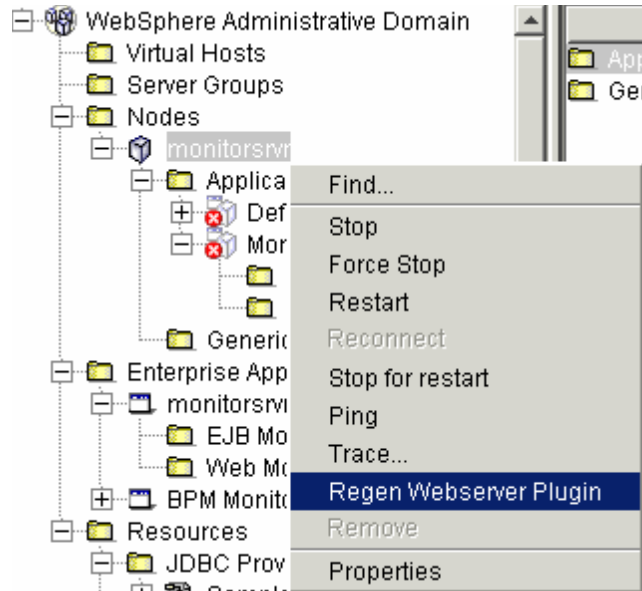 WebSphere Administrative Domain
Virtual Hosts
Server Groups
Nodes
monitorsrvr
Applica
Def
Mor
Generic
Enterprise App
monitorsrvr
EJB Mo
Web Mo
BPM Monito
Resources
JDBC Prov
App
Ger
Find...
Stop
Force Stop
Restart
Reconnect
Stop for restart
Ping
Trace...
Regen Webserver Plugin
Remove
Properties